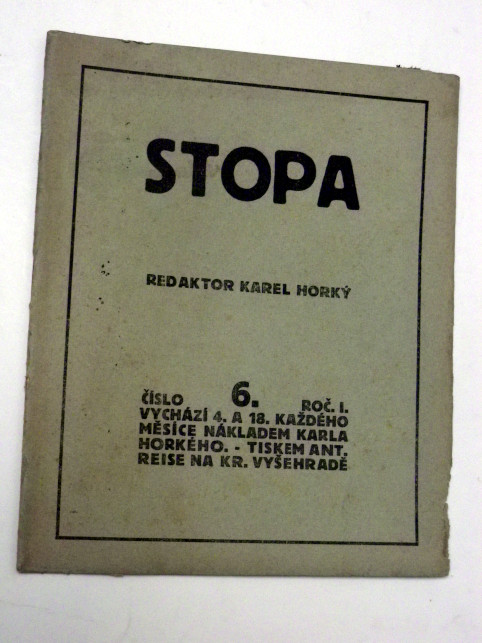 STOPA
REDAKTOR KAREL HORKÝ
ČÍSLO 6. ROČ. I.
VYCHÁZÍ 4. A 18. KAŽDÉHO
MĚSÍCE NÁKLADEM KARLA
HORKÉHO. - TISKEM ANT.
REISE NA KR. VYŠEHRADĚ